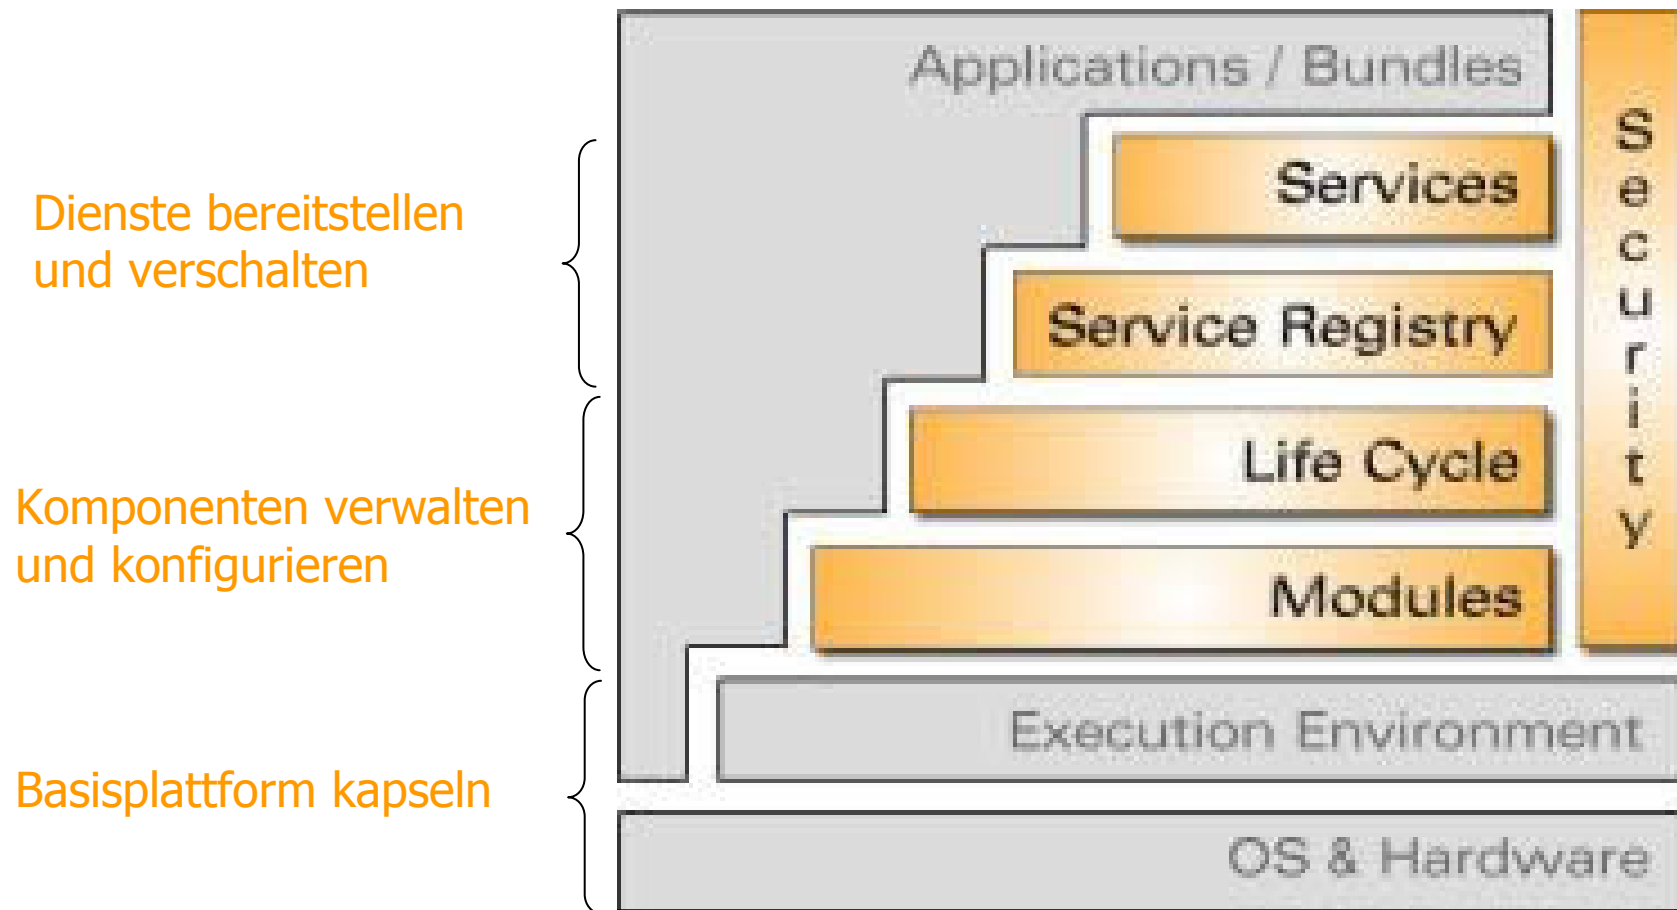 Applications / Bundles
Dienste bereitstellen
und verschalten
Services
Service Registry
Komponenten verwalten
und konfigurieren
Life Cycle
Modules
Security
Basisplattform kapseln
Execution Environment
OS & Hardware